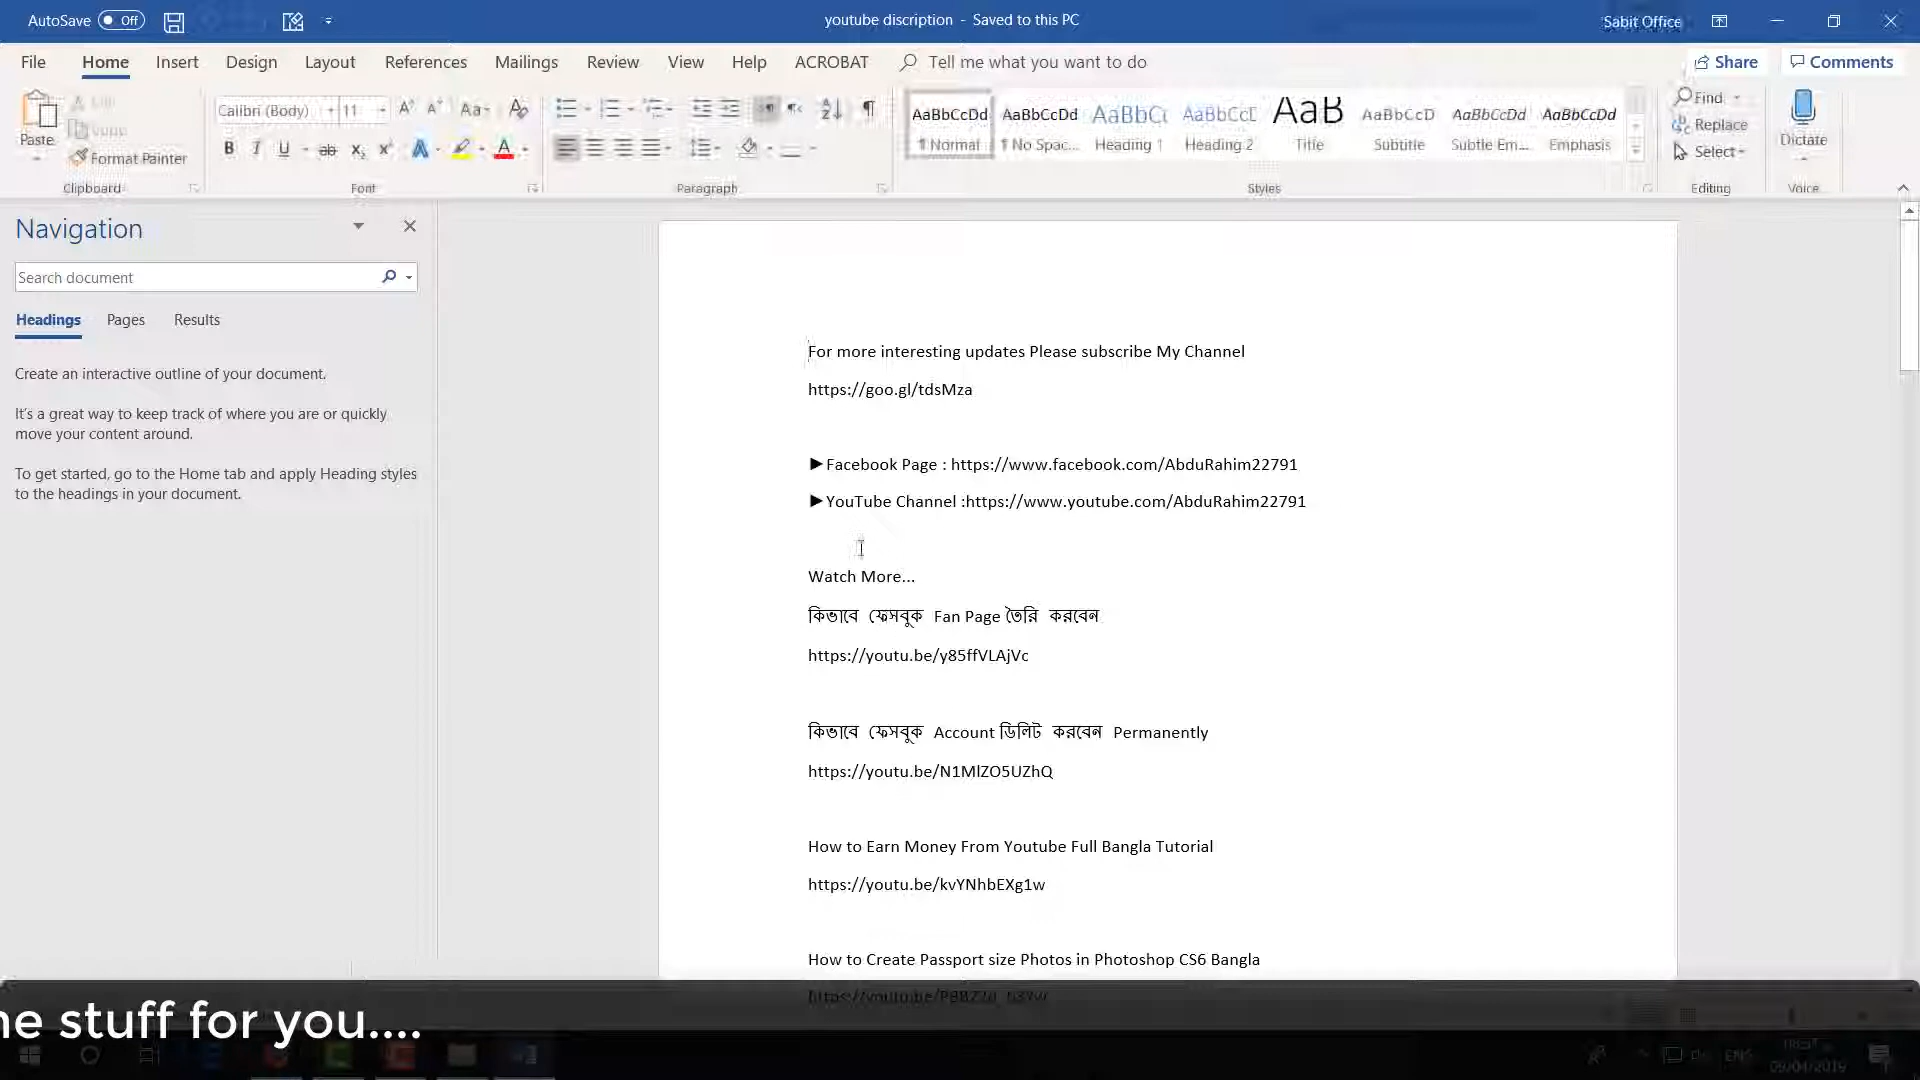 AutoSave Off
youtube discription - Saved to this PC
Sabit Office
File Home Insert Design Layout References Mailings Review View Help ACROBAT Tell me what you want to do
Share Comments
Paste
Cut
Copy
Format Painter
Clipboard
Calibri (Body) 11
Font
Paragraph
AaBbCcDd AaBbCcDd AaBbCc AaBbCcD AaB AaBbCcD AaBbCcDd AaBbCcDd
¶ Normal ¶ No Spac... Heading 1 Heading 2 Title Subtitle Subtle Em... Emphasis
Styles
Find
Replace
Select
Editing
Dictate
Voice
Navigation
Search document
Headings Pages Results
Create an interactive outline of your document.
It's a great way to keep track of where you are or quickly
move your content around.
To get started, go to the Home tab and apply Heading styles
to the headings in your document.
For more interesting updates Please subscribe My Channel
https://goo.gl/tdsMza
►Facebook Page : https://www.facebook.com/AbduRahim22791
►YouTube Channel :https://www.youtube.com/AbduRahim22791
Watch More...
কিভাবে ফেসবুক Fan Page তৈরি করবেন
https://youtu.be/y85ffVLAjVc
কিভাবে ফেসবুক Account ডিলিট করবেন Permanently
https://youtu.be/N1MlZO5UZhQ
How to Earn Money From Youtube Full Bangla Tutorial
https://youtu.be/kvYNhbEXg1w
How to Create Passport size Photos in Photoshop CS6 Bangla
ne stuff for you....
ENG
09/04/2019